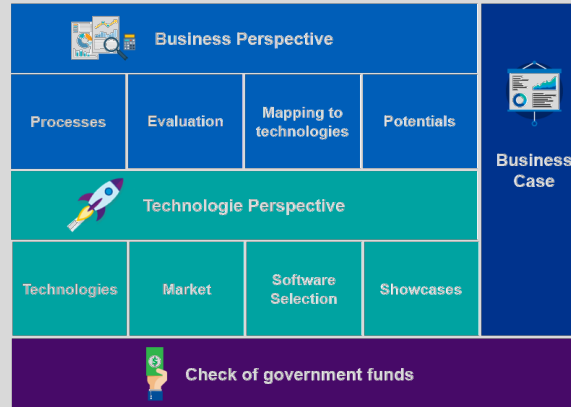 Business Perspective
Processes
Evaluation
Mapping to
technologies
Potentials
Business
Case
Technologie Perspective
Technologies
Market
Software
Selection
Showcases
Check of government funds